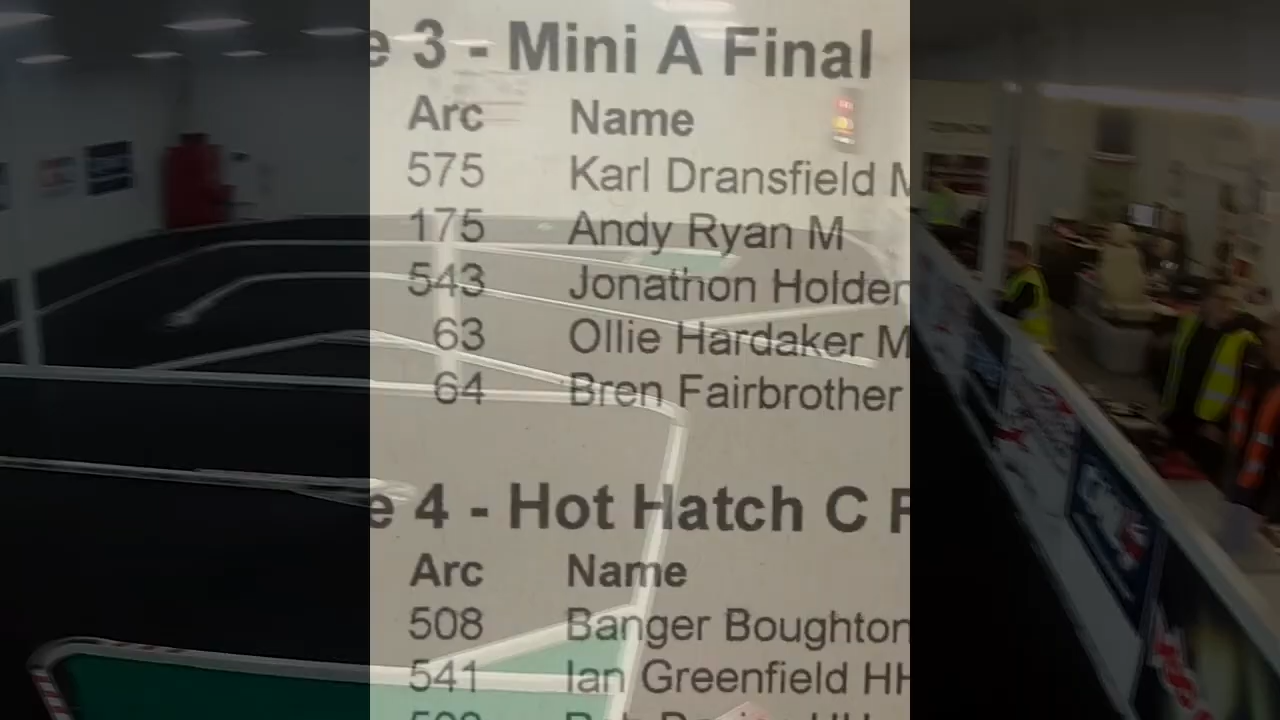 e 3 - Mini A Final
Arc Name
575 Karl Dransfield M
175 Andy Ryan M
543 Jonathon Holden
63 Ollie Hardaker M
64 Bren Fairbrother
e 4 - Hot Hatch C F
Arc Name
508 Banger Boughton
541 Ian Greenfield HH